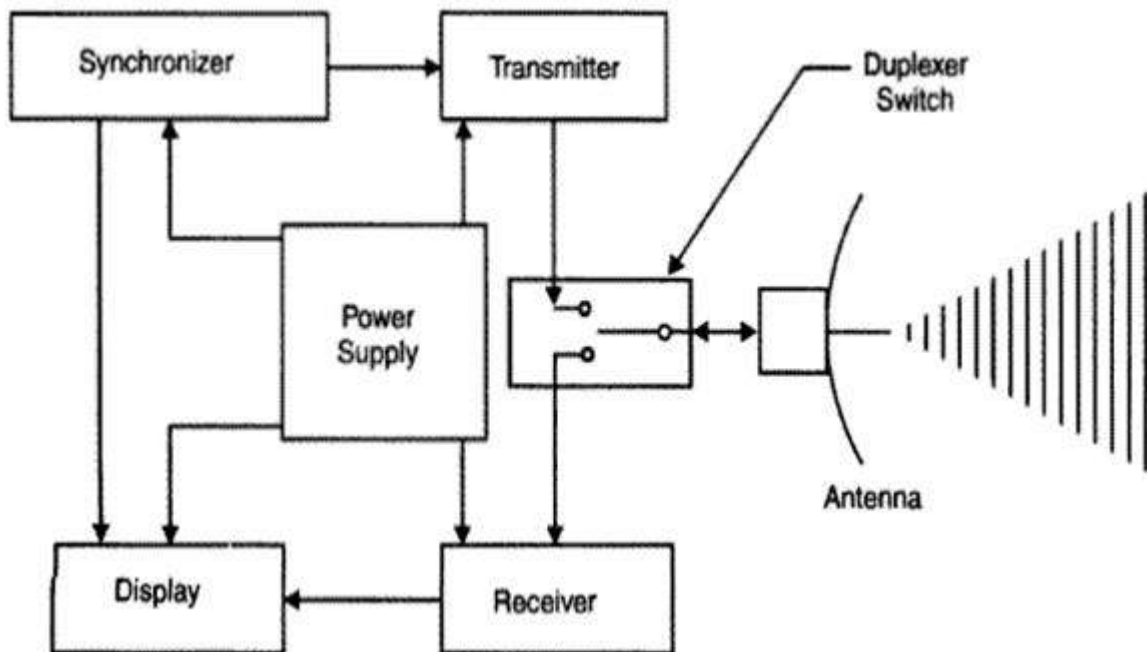 Synchronizer
Transmitter
Duplexer
Switch
Power
Supply
Antenna
Display
Receiver